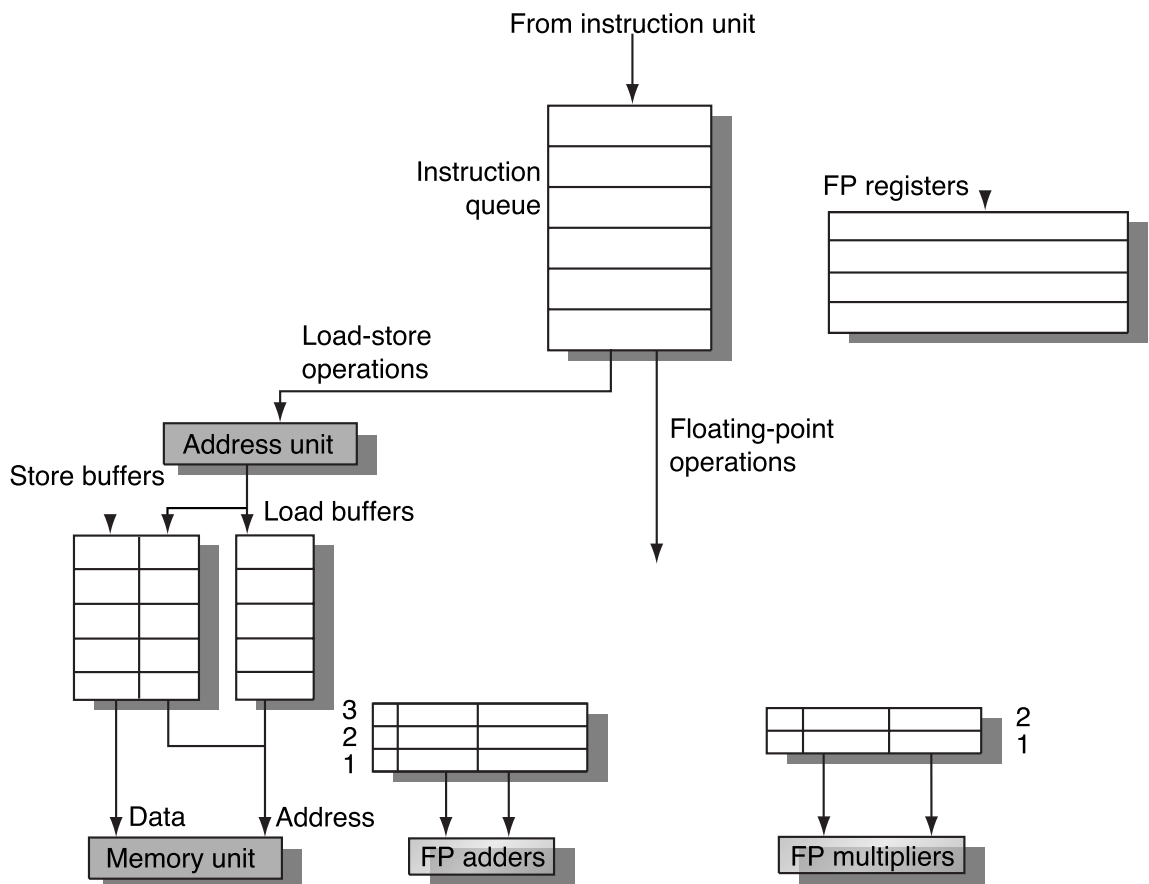 From instruction unit
Instruction
queue
FP registers
Load-store
operations
Floating-point
operations
Address unit
Store buffers
Load buffers
3
2
1
2
1
Data
Address
Memory unit
FP adders
FP multipliers